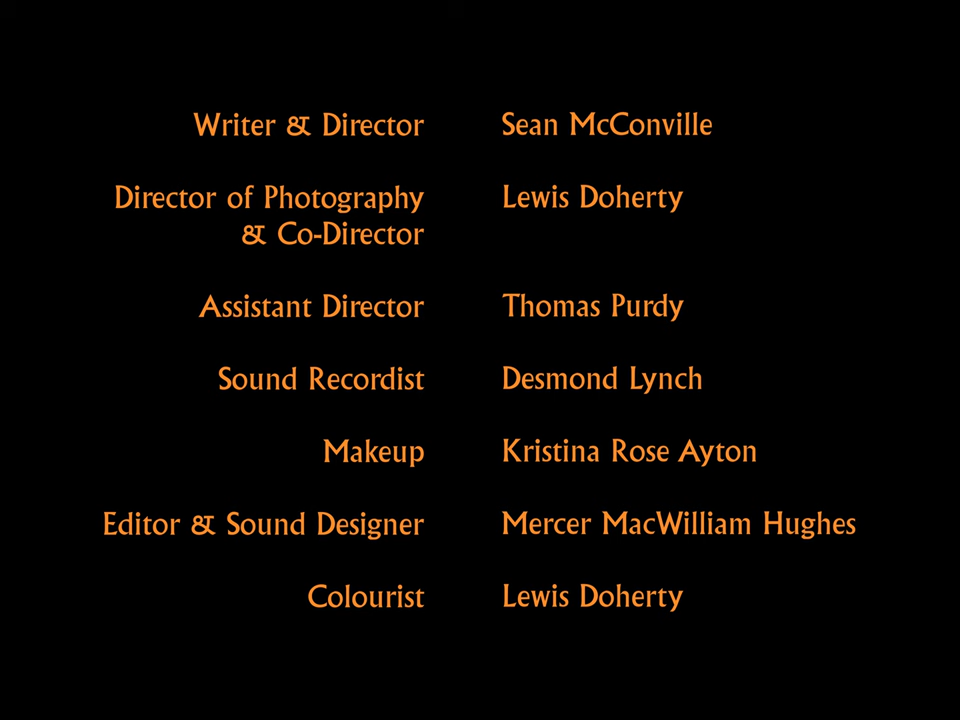 Writer & Director Sean McConville
Director of Photography Lewis Doherty
& Co-Director
Assistant Director Thomas Purdy
Sound Recordist Desmond Lynch
Makeup Kristina Rose Ayton
Editor & Sound Designer Mercer MacWilliam Hughes
Colourist Lewis Doherty